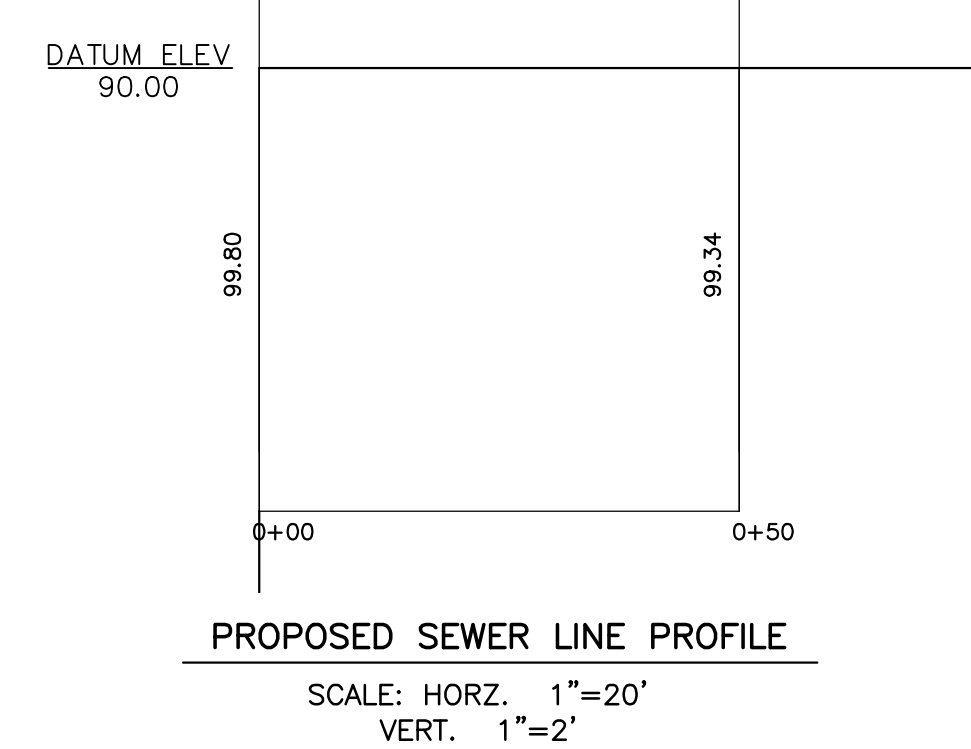 DATUM ELEV
90.00
99.80
99.34
0+00
0+50
PROPOSED SEWER LINE PROFILE
SCALE: HORZ. 1"=20'
VERT. 1"=2'